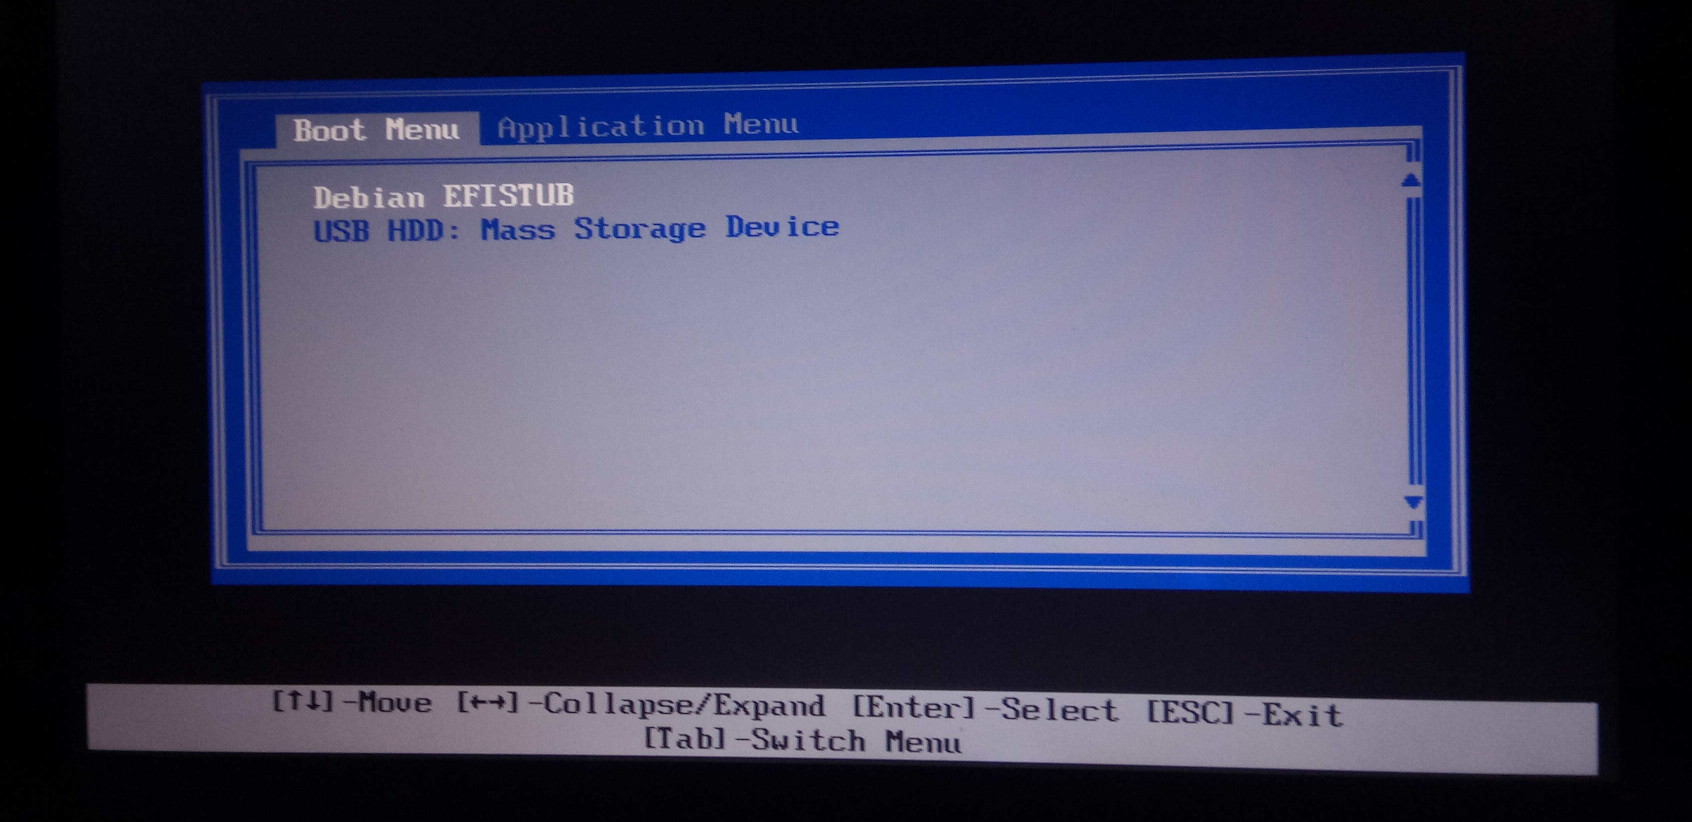 Boot Menu Application Menu
Debian EFISTUB
USB HDD: Mass Storage Device
[↑↓]-Move [←→]-Collapse/Expand [Enter]-Select [ESC]-Exit
[Tab]-Switch Menu